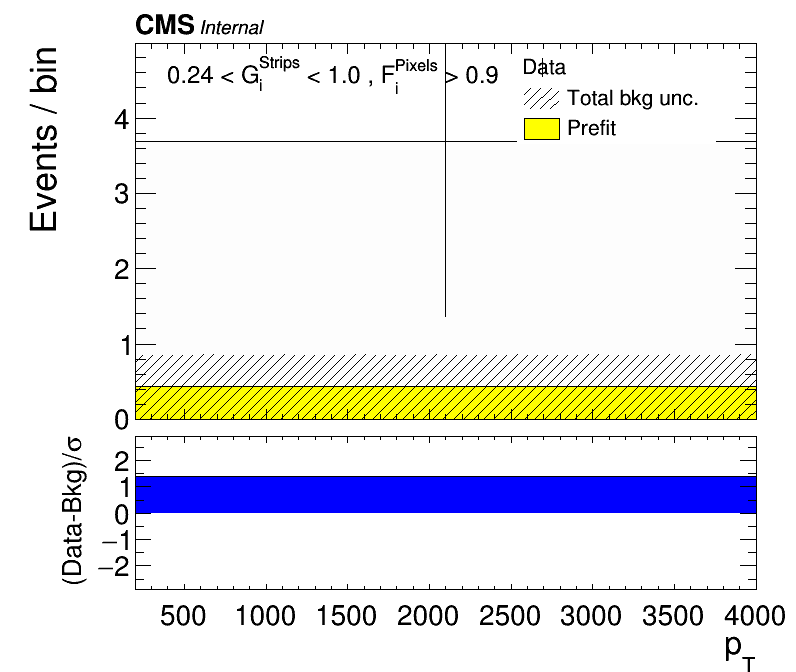 CMS Internal
0.24 < G_i^Strips < 1.0 , F_i^Pixels > 0.9
Data
Total bkg unc.
Prefit
Events / bin
4
3
2
1
0
(Data-Bkg)/σ
2
1
0
−1
−2
500 1000 1500 2000 2500 3000 3500 4000
p_T